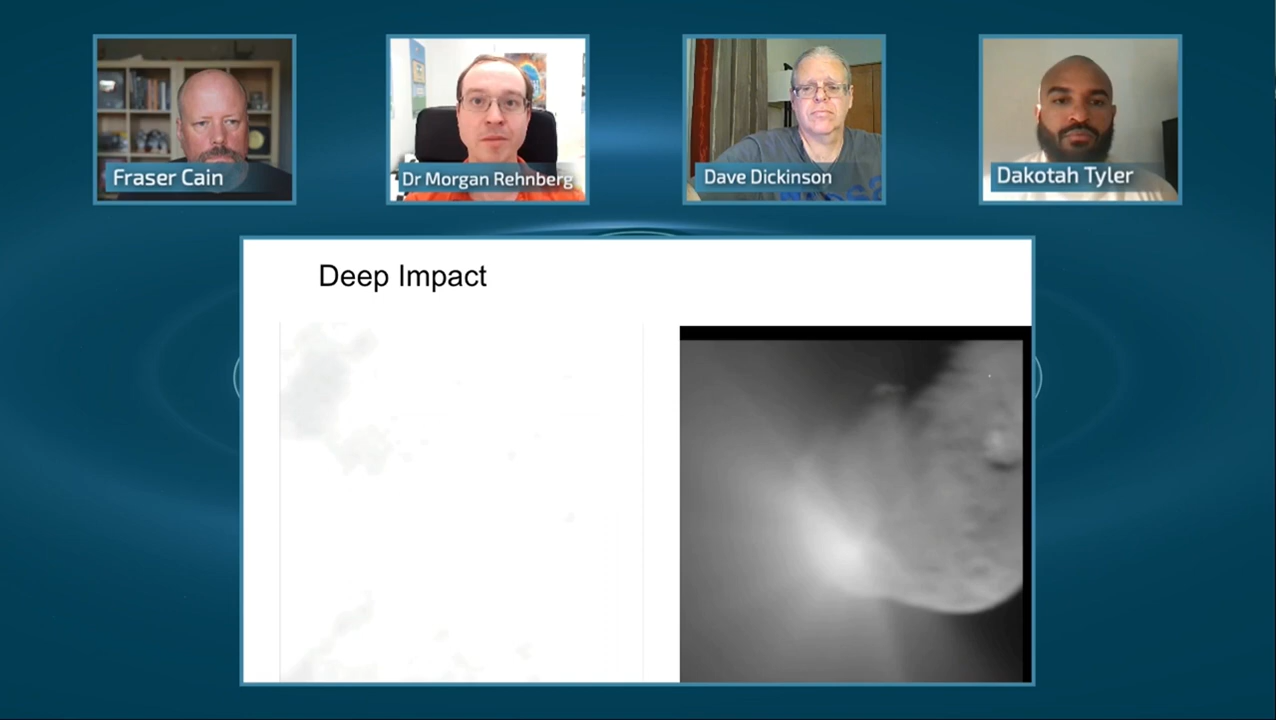 Fraser Cain
Dr Morgan Rehnberg
Dave Dickinson
Dakotah Tyler
Deep Impact